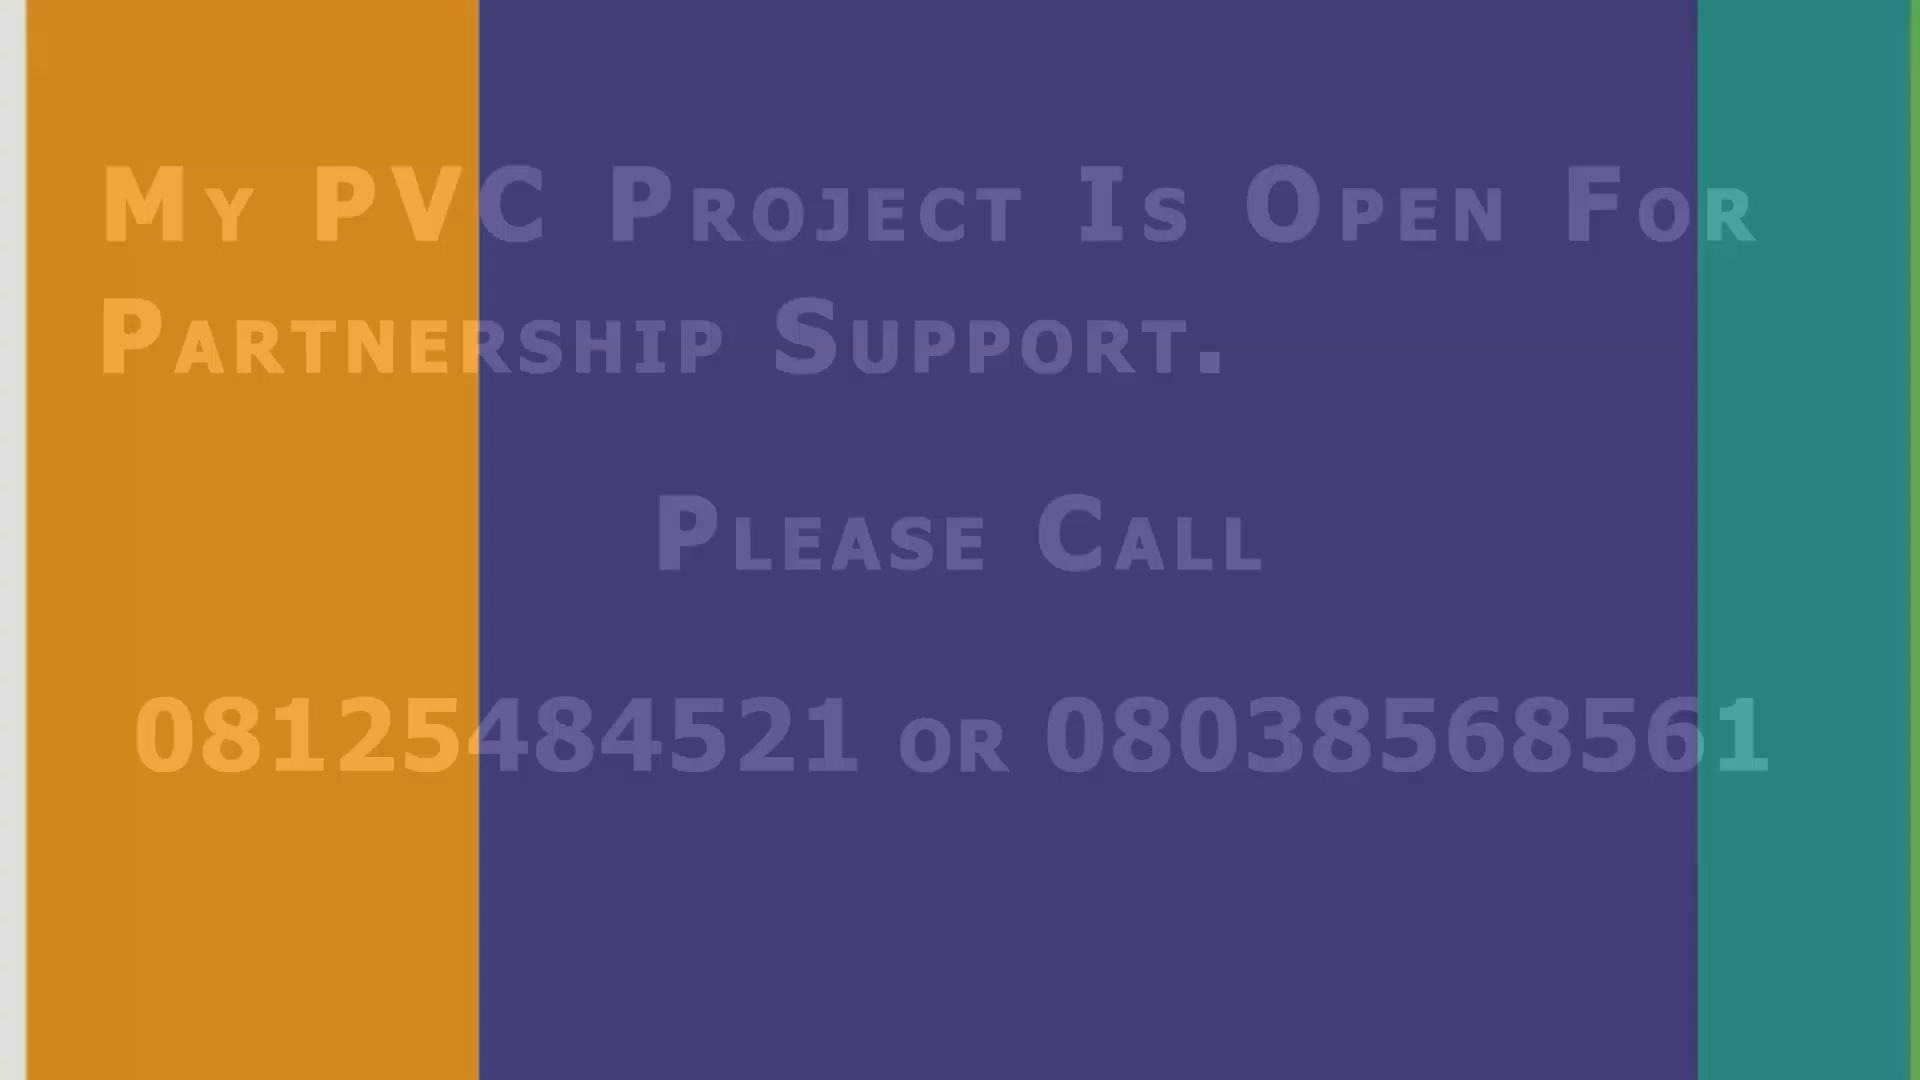 My PVC Project Is Open For
Partnership Support.
Please Call
08125484521 or 08038568561